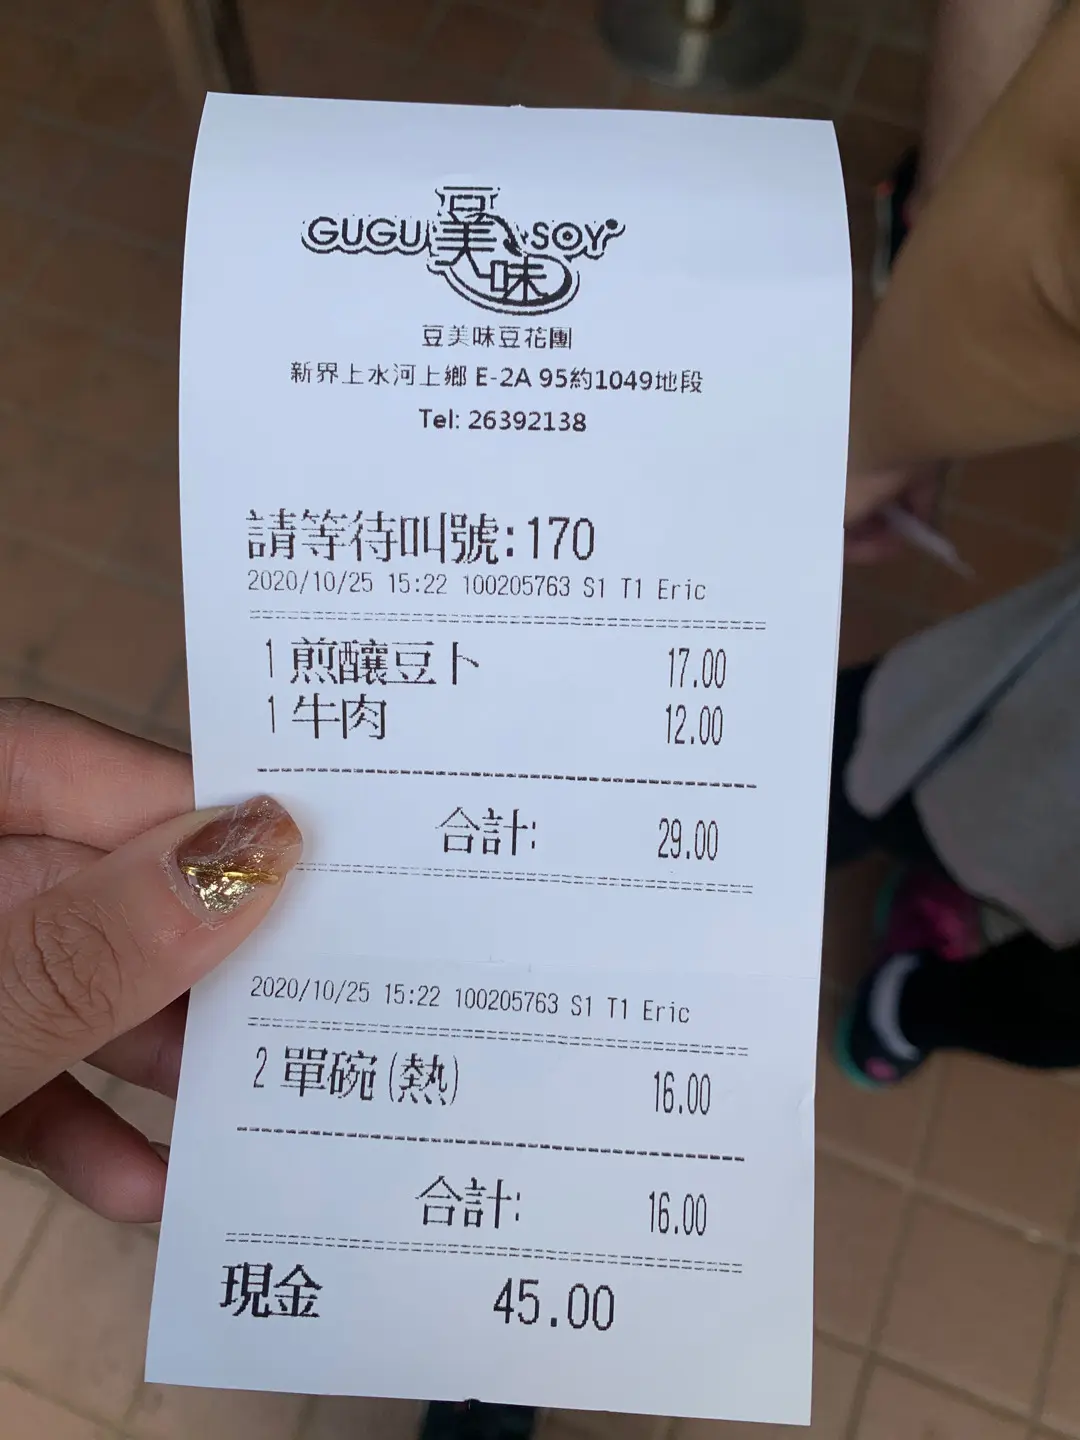 GUGU 豆美味 SOY
豆美味豆花團
新界上水河上鄉 E-2A 95約1049地段
Tel: 26392138
請等待叫號:170
2020/10/25 15:22 100205763 S1 T1 Eric
1 煎釀豆卜 17.00
1 牛肉 12.00
合計: 29.00
2020/10/25 15:22 100205763 S1 T1 Eric
2 單碗(熱) 16.00
合計: 16.00
現金 45.00